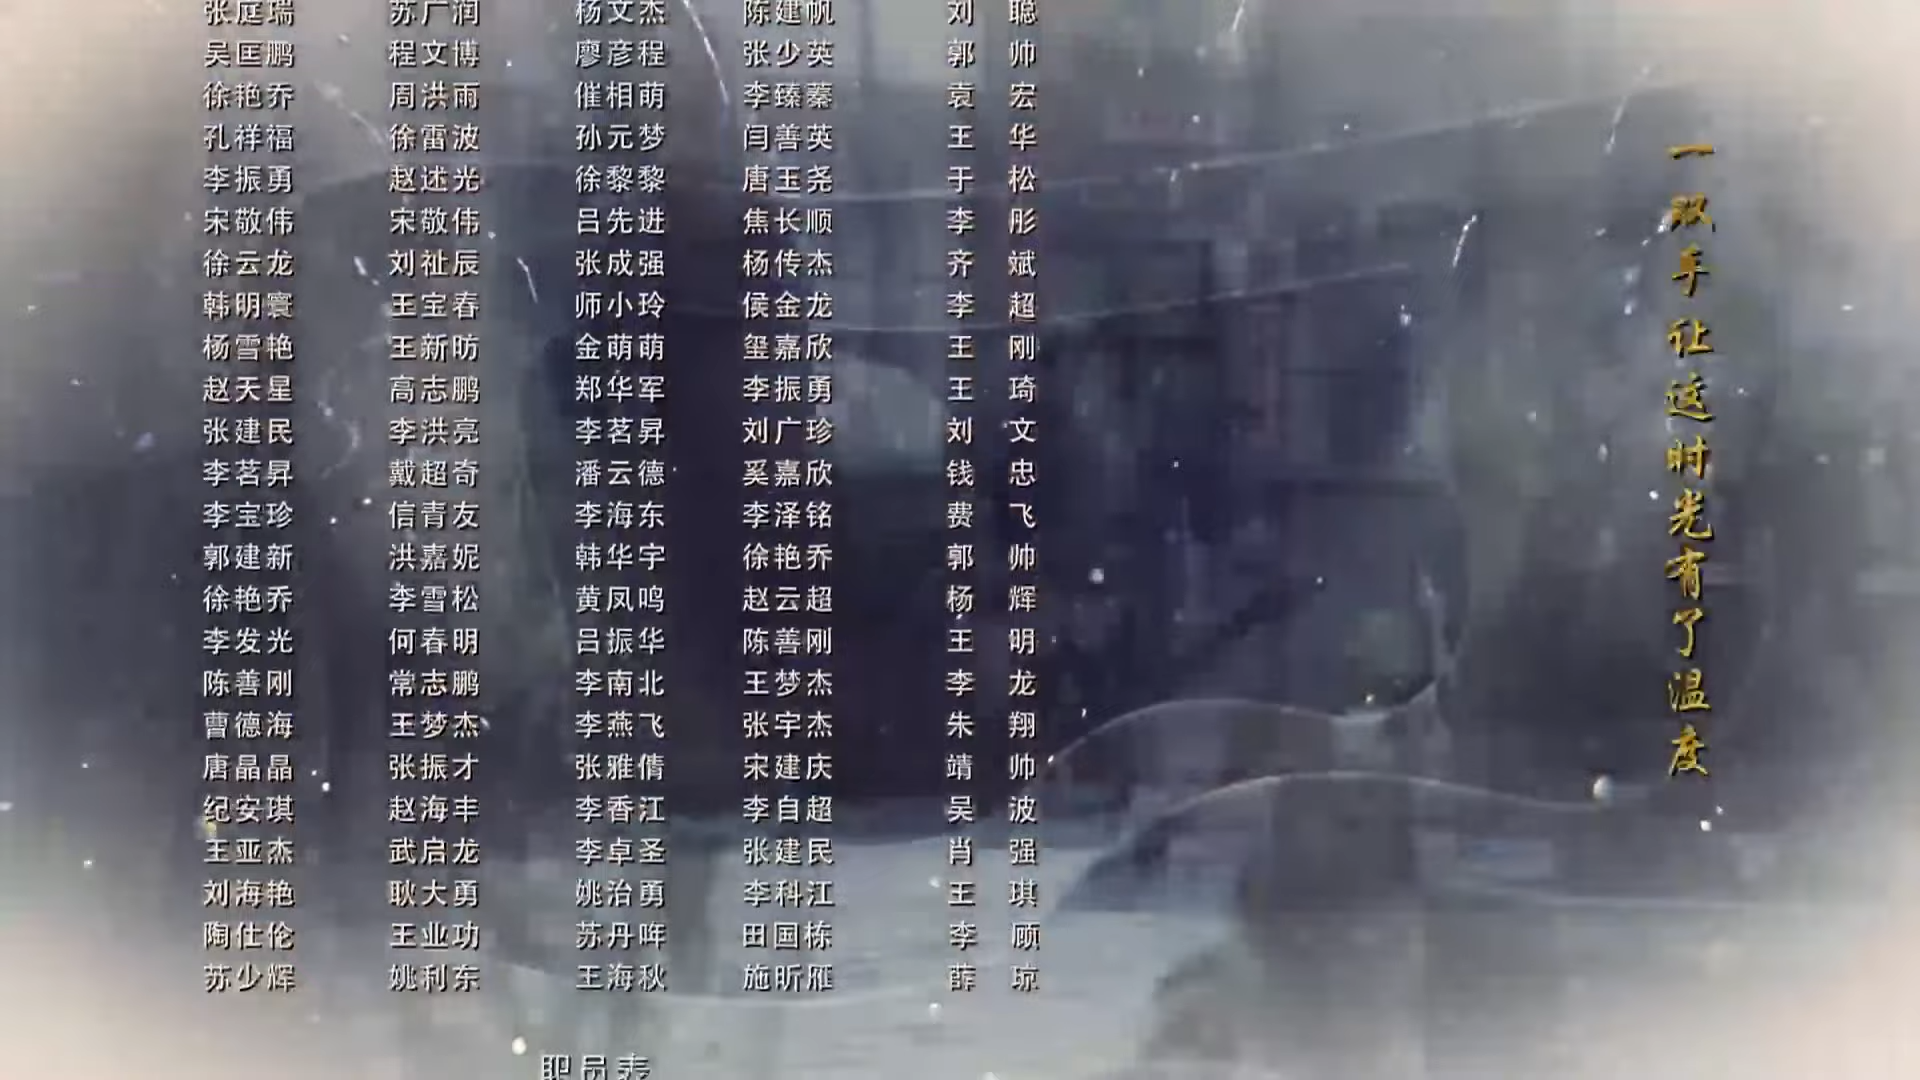 张庭瑞 苏广润 杨文杰 陈建帆 刘 聪
吴匡鹏 程文博 廖彦程 张少英 郭 帅
徐艳乔 周洪雨 催相萌 李臻蓁 袁 宏
孔祥福 徐雷波 孙元梦 闫善英 王 华
李振勇 赵述光 徐黎黎 唐玉尧 于 松
宋敬伟 宋敬伟 吕先进 焦长顺 李 彤
徐云龙 刘祉辰 张成强 杨传杰 齐 斌
韩明寰 王宝春 师小玲 侯金龙 李 超
杨雪艳 王新昉 金萌萌 玺嘉欣 王 刚
赵天星 高志鹏 郑华军 李振勇 王 琦
张建民 李洪亮 李茗昇 刘广珍 刘 文
李茗昇 戴超奇 潘云德 奚嘉欣 钱 忠
李宝珍 信青友 李海东 李泽铭 费 飞
郭建新 洪嘉妮 韩华宇 徐艳乔 郭 帅
徐艳乔 李雪松 黄凤鸣 赵云超 杨 辉
李发光 何春明 吕振华 陈善刚 王 明
陈善刚 常志鹏 李南北 王梦杰 李 龙
曹德海 王梦杰 李燕飞 张宇杰 朱 翔
唐晶晶 张振才 张雅倩 宋建庆 靖 帅
纪安琪 赵海丰 李香江 李自超 吴 波
王亚杰 武启龙 李卓圣 张建民 肖 强
刘海艳 耿大勇 姚治勇 李科江 王 琪
陶仕伦 王业功 苏丹哞 田国栋 李 顾
苏少辉 姚利东 王海秋 施昕雁 薛 琼
职员表
一双手让这时光有了温度